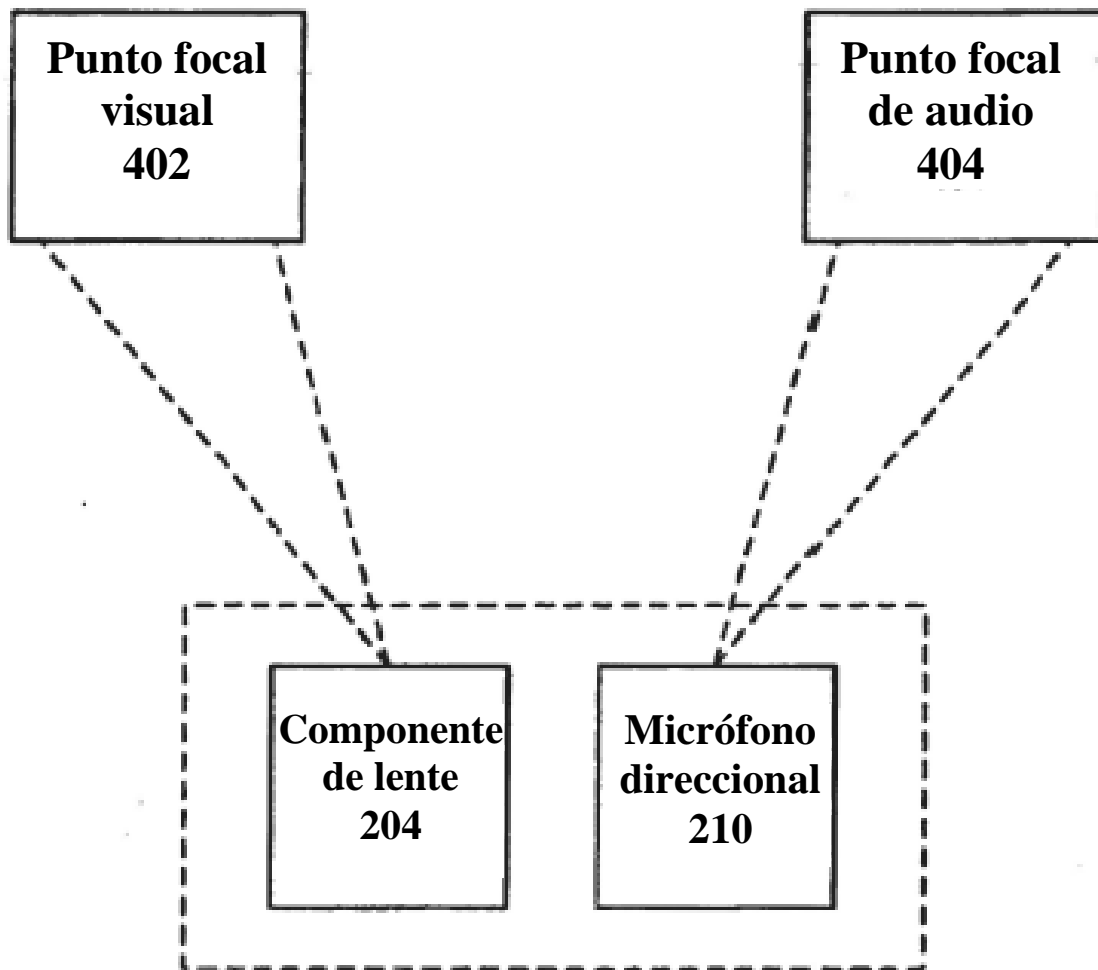 Punto focal
visual
402
Punto focal
de audio
404
Componente
de lente
204
Micrófono
direccional
210